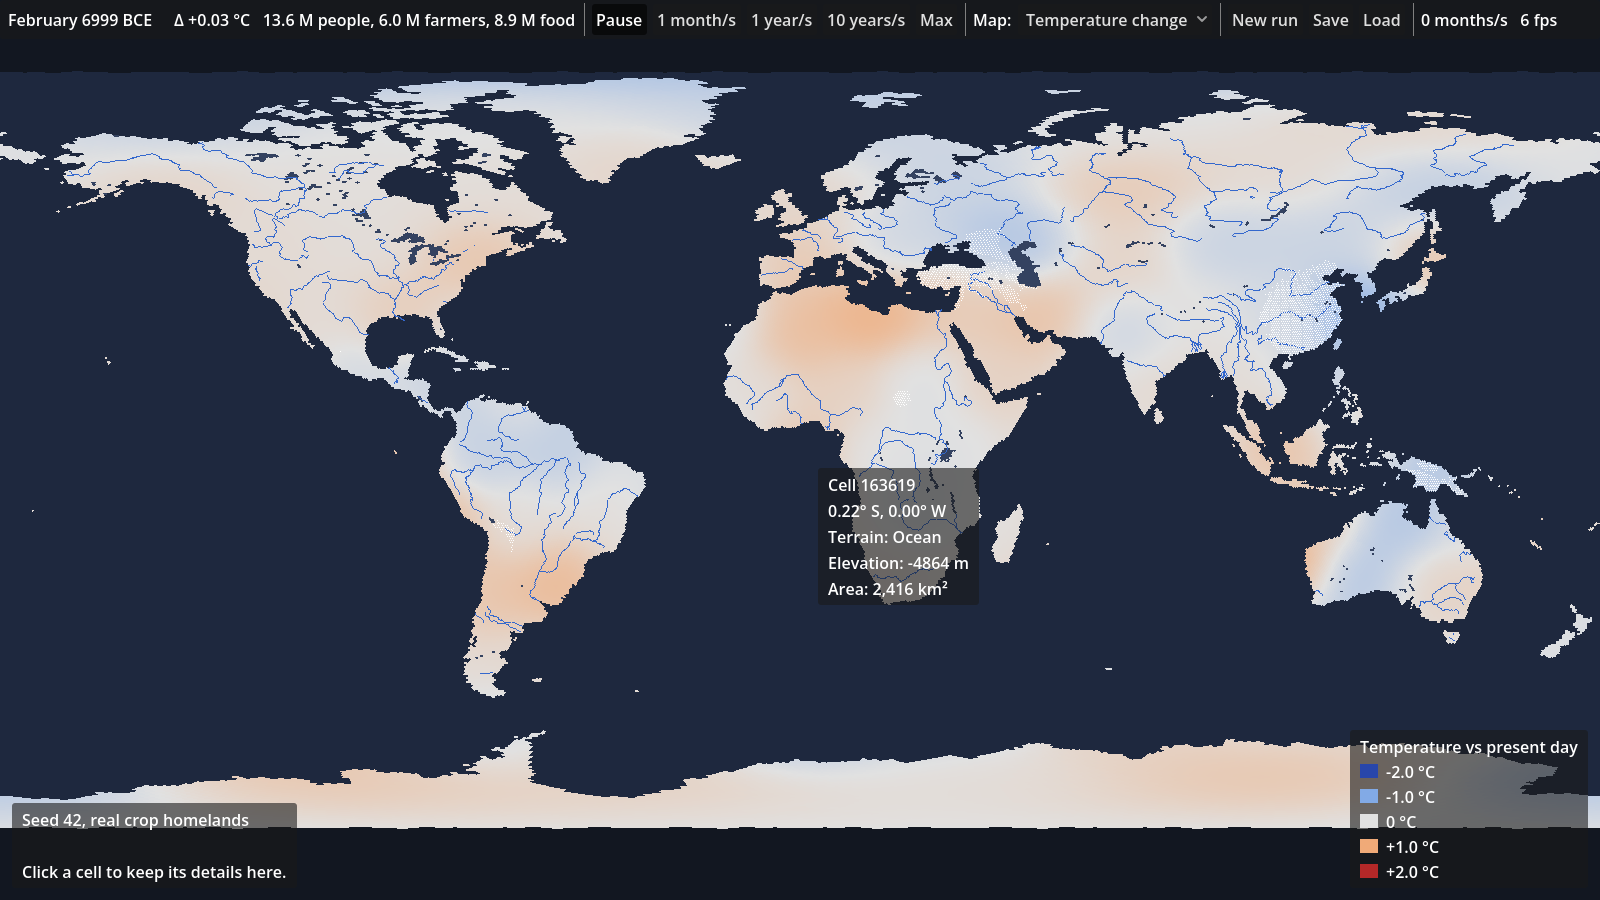 February 6999 BCE Δ +0.03 °C 13.6 M people, 6.0 M farmers, 8.9 M food Pause 1 month/s 1 year/s 10 years/s Max Map: Temperature change New run Save Load 0 months/s 6 fps
Cell 163619
0.22° S, 0.00° W
Terrain: Ocean
Elevation: -4864 m
Area: 2,416 km²
Temperature vs present day
-2.0 °C
-1.0 °C
0 °C
+1.0 °C
+2.0 °C
Seed 42, real crop homelands
Click a cell to keep its details here.